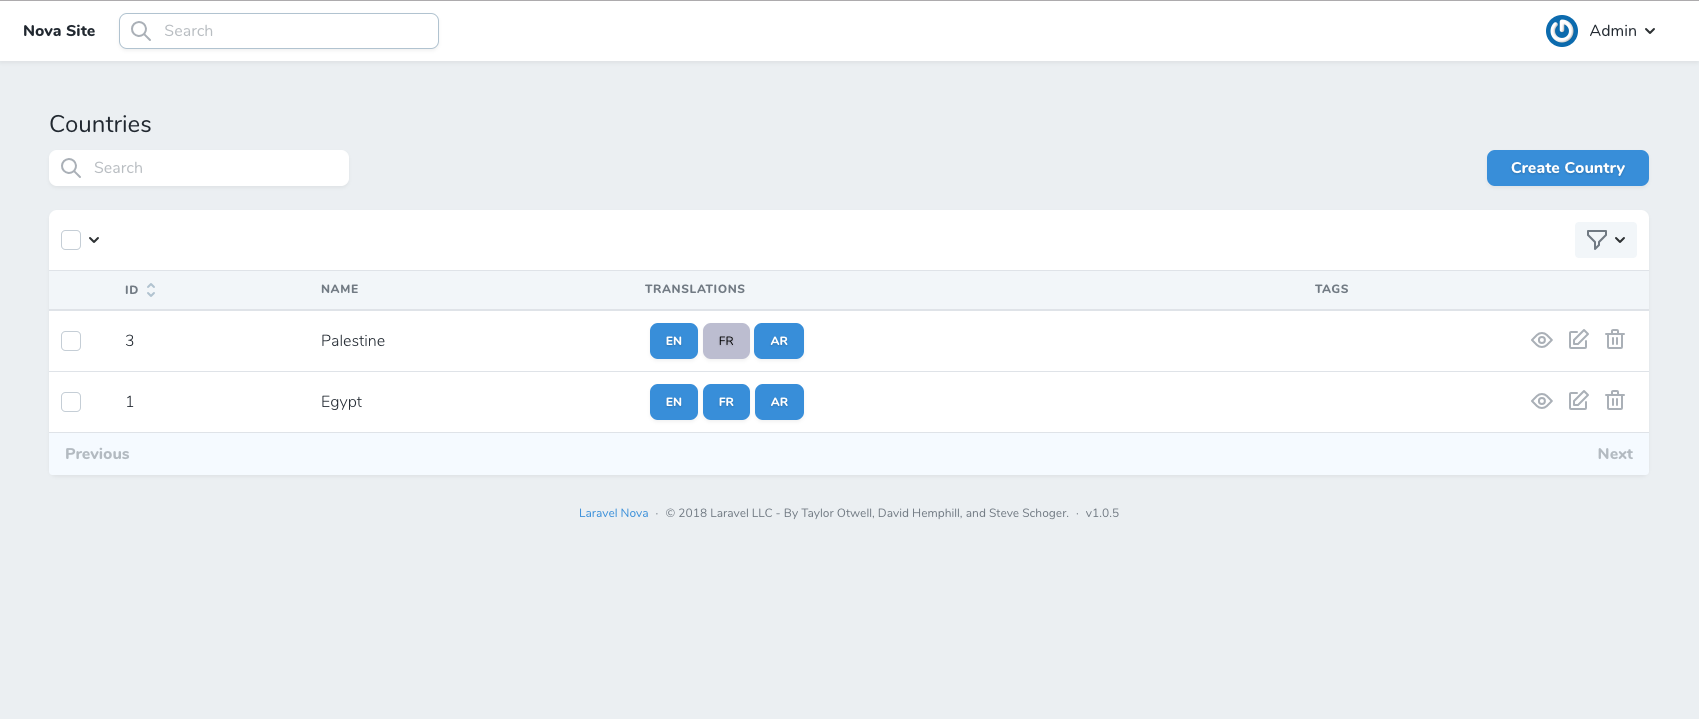 Nova Site Search Admin
Countries
Search Create Country
ID NAME TRANSLATIONS TAGS
3 Palestine EN FR AR
1 Egypt EN FR AR
Previous Next
Laravel Nova · © 2018 Laravel LLC - By Taylor Otwell, David Hemphill, and Steve Schoger. · v1.0.5